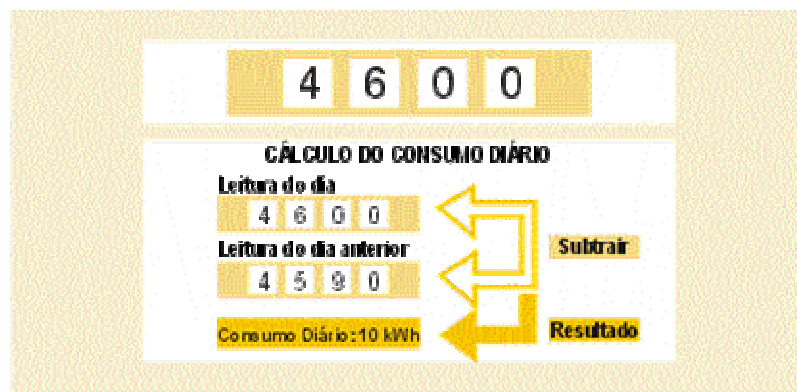 4 6 0 0
CÁLCULO DO CONSUMO DIÁRIO
Leitura do dia
4 6 0 0
Leitura do dia anterior
4 5 9 0
Subtrair
Consumo Diário: 10 kWh
Resultado